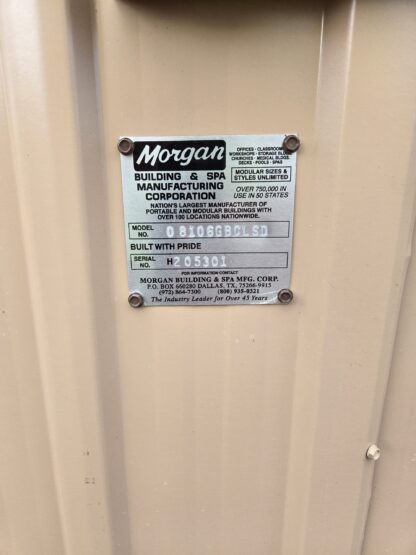 Morgan
OFFICES - CLASSROOMS
WORKSHOPS - STORAGE BLDGS.
CHURCHES - MEDICAL BLDGS.
DECKS - POOLS - SPAS
BUILDING & SPA
MANUFACTURING
CORPORATION
MODULAR SIZES &
STYLES UNLIMITED
OVER 750,000 IN
USE IN 50 STATES
NATION'S LARGEST MANUFACTURER OF
PORTABLE AND MODULAR BUILDINGS WITH
OVER 100 LOCATIONS NATIONWIDE.
MODEL
NO.
BUILT WITH PRIDE
SERIAL
NO.
H205301
FOR INFORMATION CONTACT
MORGAN BUILDING & SPA MFG. CORP.
P.O. BOX 660280 DALLAS, TX, 75266-9915
(972) 864-7300 (800) 935-0321
The Industry Leader for Over 45 Years